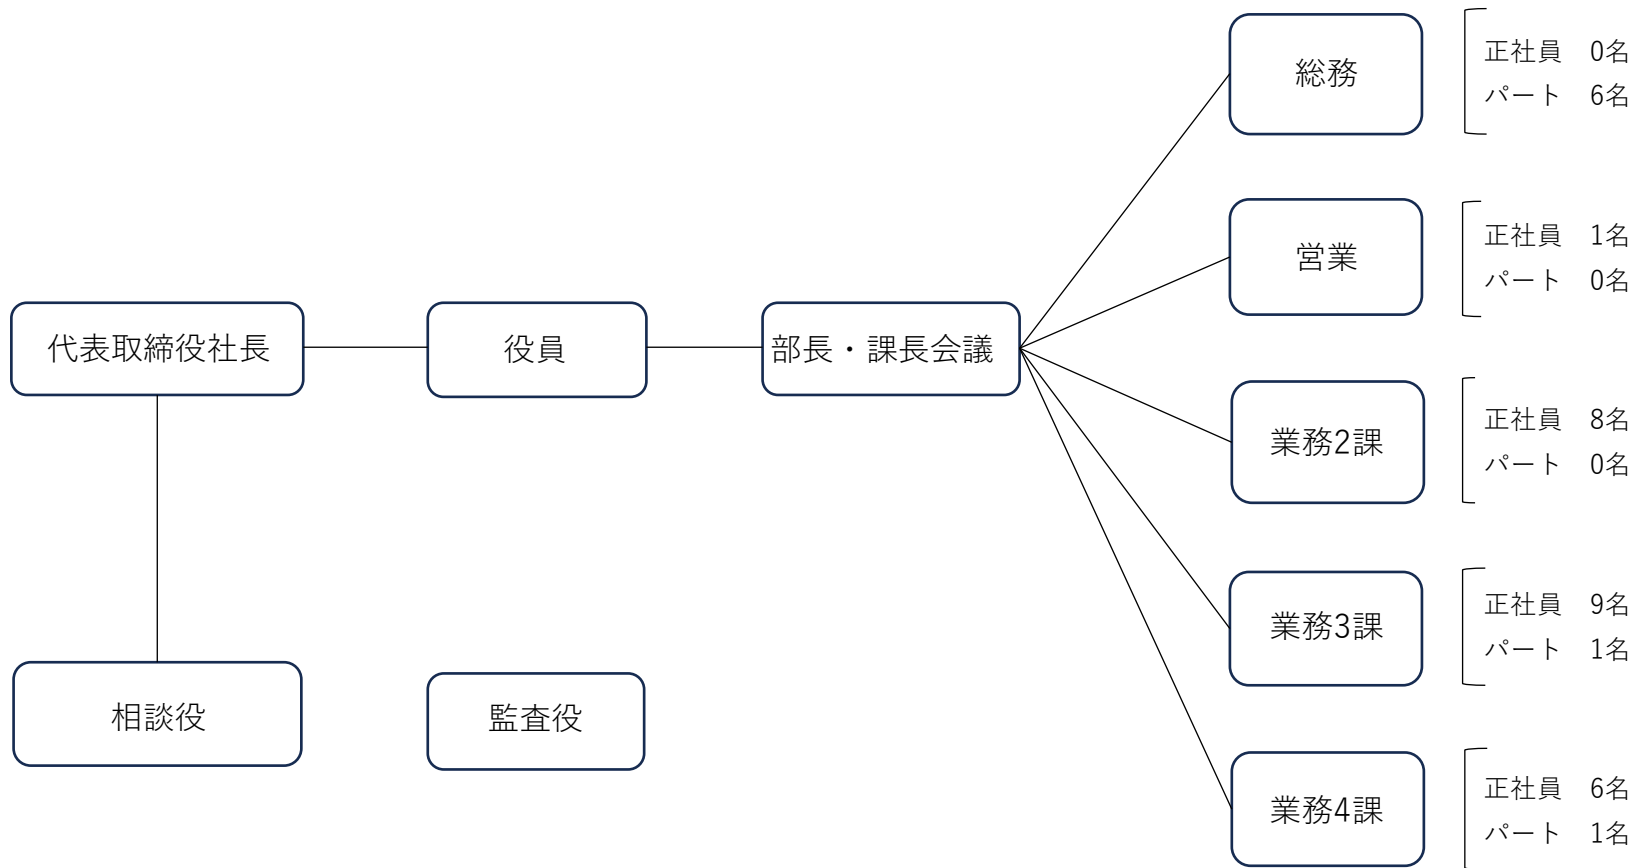 代表取締役社長
相談役
役員
監査役
部長・課長会議
総務
正社員　0名
パート　6名
営業
正社員　1名
パート　0名
業務2課
正社員　8名
パート　0名
業務3課
正社員　9名
パート　1名
業務4課
正社員　6名
パート　1名